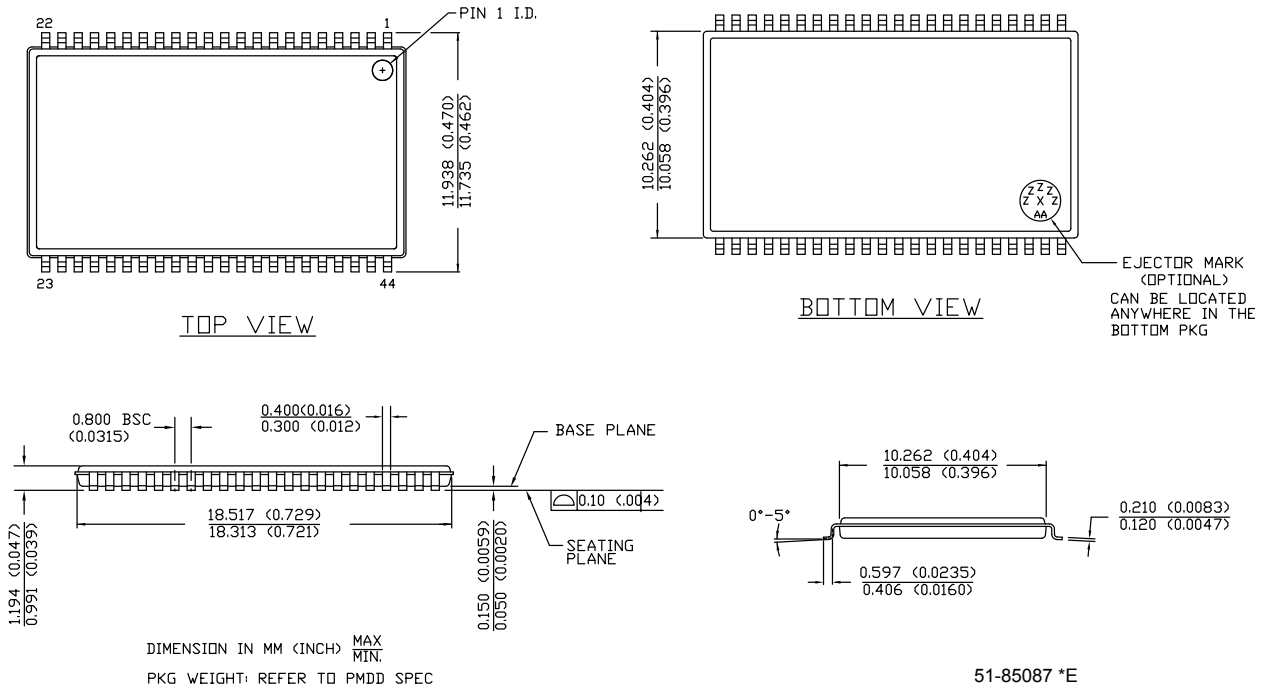 22
1
PIN 1 I.D.
11.938 (0.470)
11.735 (0.462)
23
44
TOP VIEW
10.262 (0.404)
10.058 (0.396)
Z Z Z
Z X Z
AA
EJECTOR MARK
(OPTIONAL)
CAN BE LOCATED
ANYWHERE IN THE
BOTTOM PKG
BOTTOM VIEW
0.800 BSC
(0.0315)
0.400(0.016)
0.300 (0.012)
BASE PLANE
0.10 (.004)
18.517 (0.729)
18.313 (0.721)
SEATING
PLANE
1.194 (0.047)
0.991 (0.039)
0.150 (0.0059)
0.050 (0.0020)
10.262 (0.404)
10.058 (0.396)
0°-5°
0.210 (0.0083)
0.120 (0.0047)
0.597 (0.0235)
0.406 (0.0160)
DIMENSION IN MM (INCH) MAX
MIN.
PKG WEIGHT: REFER TO PMDD SPEC
51-85087 *E